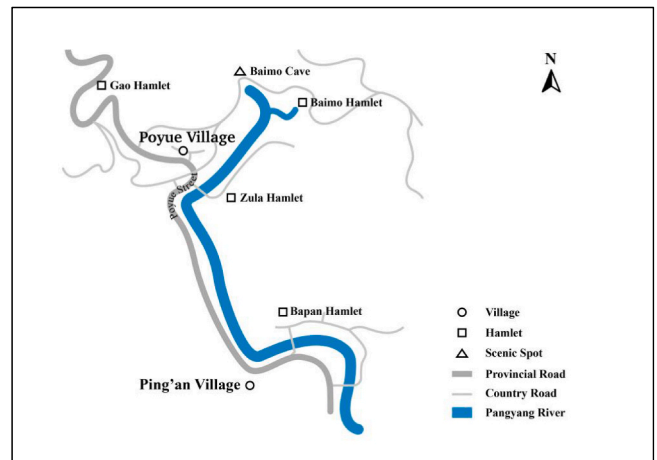 Baimo Cave
N
Gao Hamlet
Baimo Hamlet
Poyue Village
Poyue Street
Zula Hamlet
Bapan Hamlet
Ping'an Village
Village
Hamlet
Scenic Spot
Provincial Road
Country Road
Pangyang River